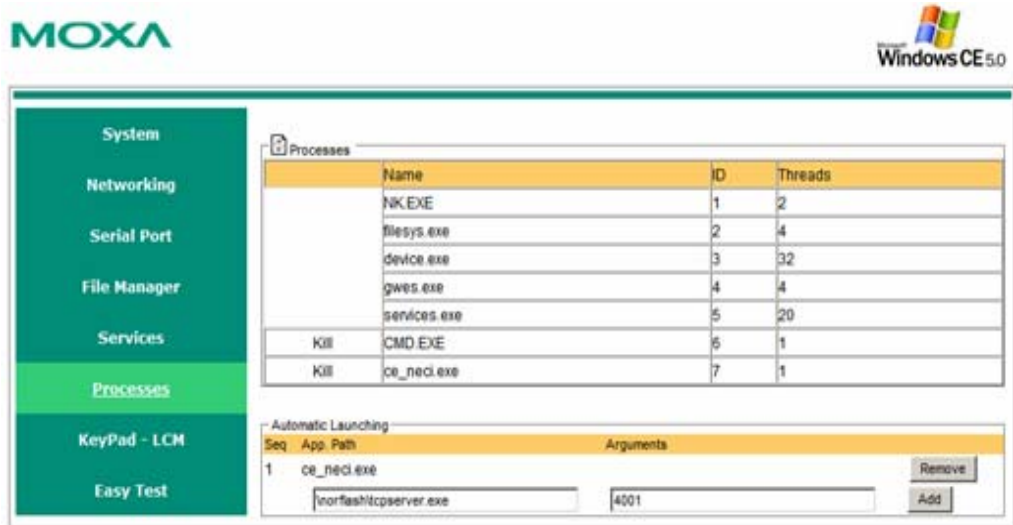 MOXA
Microsoft
Windows CE 5.0
System
Networking
Serial Port
File Manager
Services
Processes
KeyPad - LCM
Easy Test
Processes
Name ID Threads
NK.EXE 1 2
filesys.exe 2 4
device.exe 3 32
gwes.exe 4 4
services.exe 5 20
Kill CMD.EXE 6 1
Kill ce_neci.exe 7 1
Automatic Launching
Seq App. Path Arguments
1 ce_neci.exe Remove
\norflash\tcpserver.exe 4001 Add